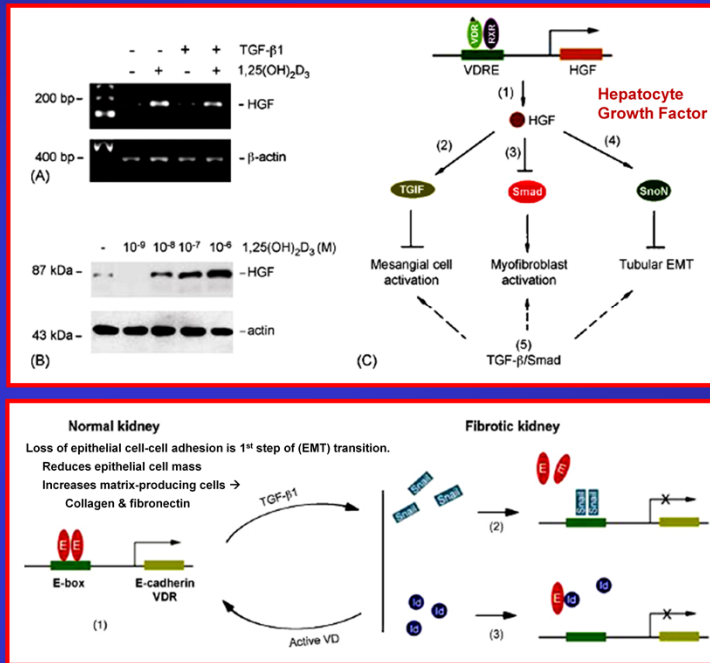 - - + + TGF-β1
- + - + 1,25(OH)₂D₃
200 bp
-HGF
400 bp
-β-actin
(A)
- 10⁻⁹ 10⁻⁸ 10⁻⁷ 10⁻⁶ 1,25(OH)₂D₃(M)
87 kDa
-HGF
43 kDa
-actin
(B)
VDR RXR
VDRE HGF
(1)
HGF
Hepatocyte
Growth Factor
(2) (3) (4)
TGIF Smad SnoN
Mesangial cell
activation
Myofibroblast
activation
Tubular EMT
(5)
TGF-β/Smad
(C)
Normal kidney
Loss of epithelial cell-cell adhesion is 1st step of (EMT) transition.
Reduces epithelial cell mass
Increases matrix-producing cells →
Collagen & fibronectin
E E
E-box
E-cadherin
VDR
(1)
TGF-β1
Active VD
Fibrotic kidney
Snail
Snail
Snail
(2)
E E
Snail Snail
X
Id
Id
Id
(3)
E Id Id
X